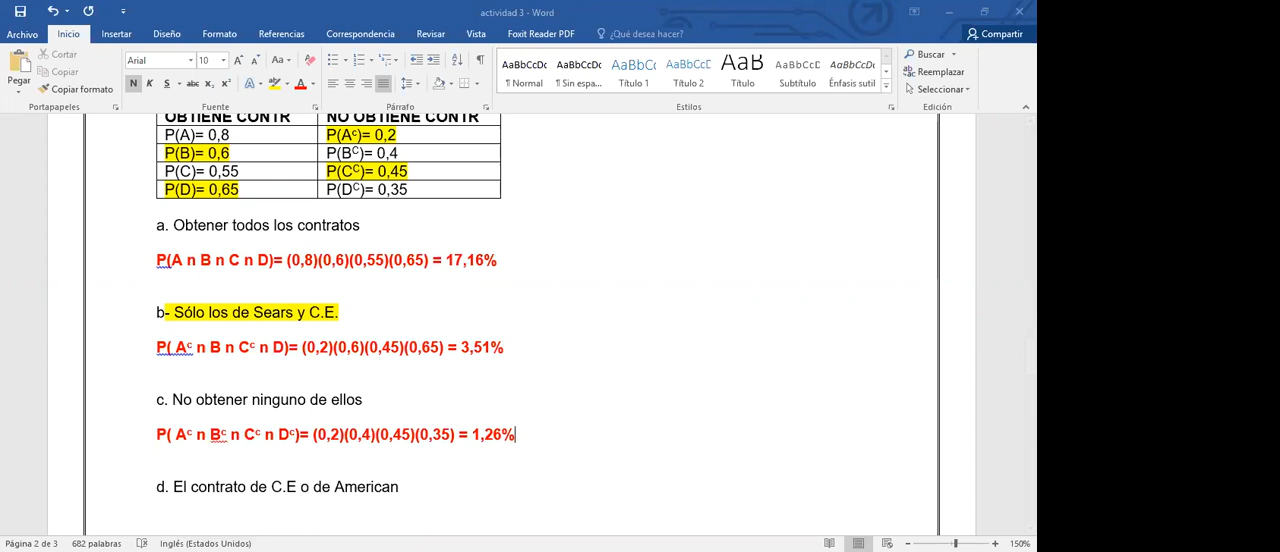 actividad 3 - Word
Archivo Inicio Insertar Diseño Formato Referencias Correspondencia Revisar Vista Foxit Reader PDF ¿Qué desea hacer? Compartir
Pegar Cortar Copiar Copiar formato
Arial 10 Aa
N K S abc x₂ x² A A
AaBbCcDc AaBbCcDc AaBbCc AaBbCcD AaB AaBbCcC AaBbCcDc
¶ Normal ¶ Sin espa... Título 1 Título 2 Título Subtítulo Énfasis sutil
Buscar
Reemplazar
Seleccionar
Portapapeles Fuente Párrafo Estilos Edición
OBTIENE CONTR NO OBTIENE CONTR
P(A)= 0,8 P(Aᶜ)= 0,2
P(B)= 0,6 P(Bᶜ)= 0,4
P(C)= 0,55 P(Cᶜ)= 0,45
P(D)= 0,65 P(Dᶜ)= 0,35
a. Obtener todos los contratos
P(A n B n C n D)= (0,8)(0,6)(0,55)(0,65) = 17,16%
b- Sólo los de Sears y C.E.
P( Aᶜ n B n Cᶜ n D)= (0,2)(0,6)(0,45)(0,65) = 3,51%
c. No obtener ninguno de ellos
P( Aᶜ n Bᶜ n Cᶜ n Dᶜ)= (0,2)(0,4)(0,45)(0,35) = 1,26%
d. El contrato de C.E o de American
Página 2 de 3 682 palabras Inglés (Estados Unidos) 150%